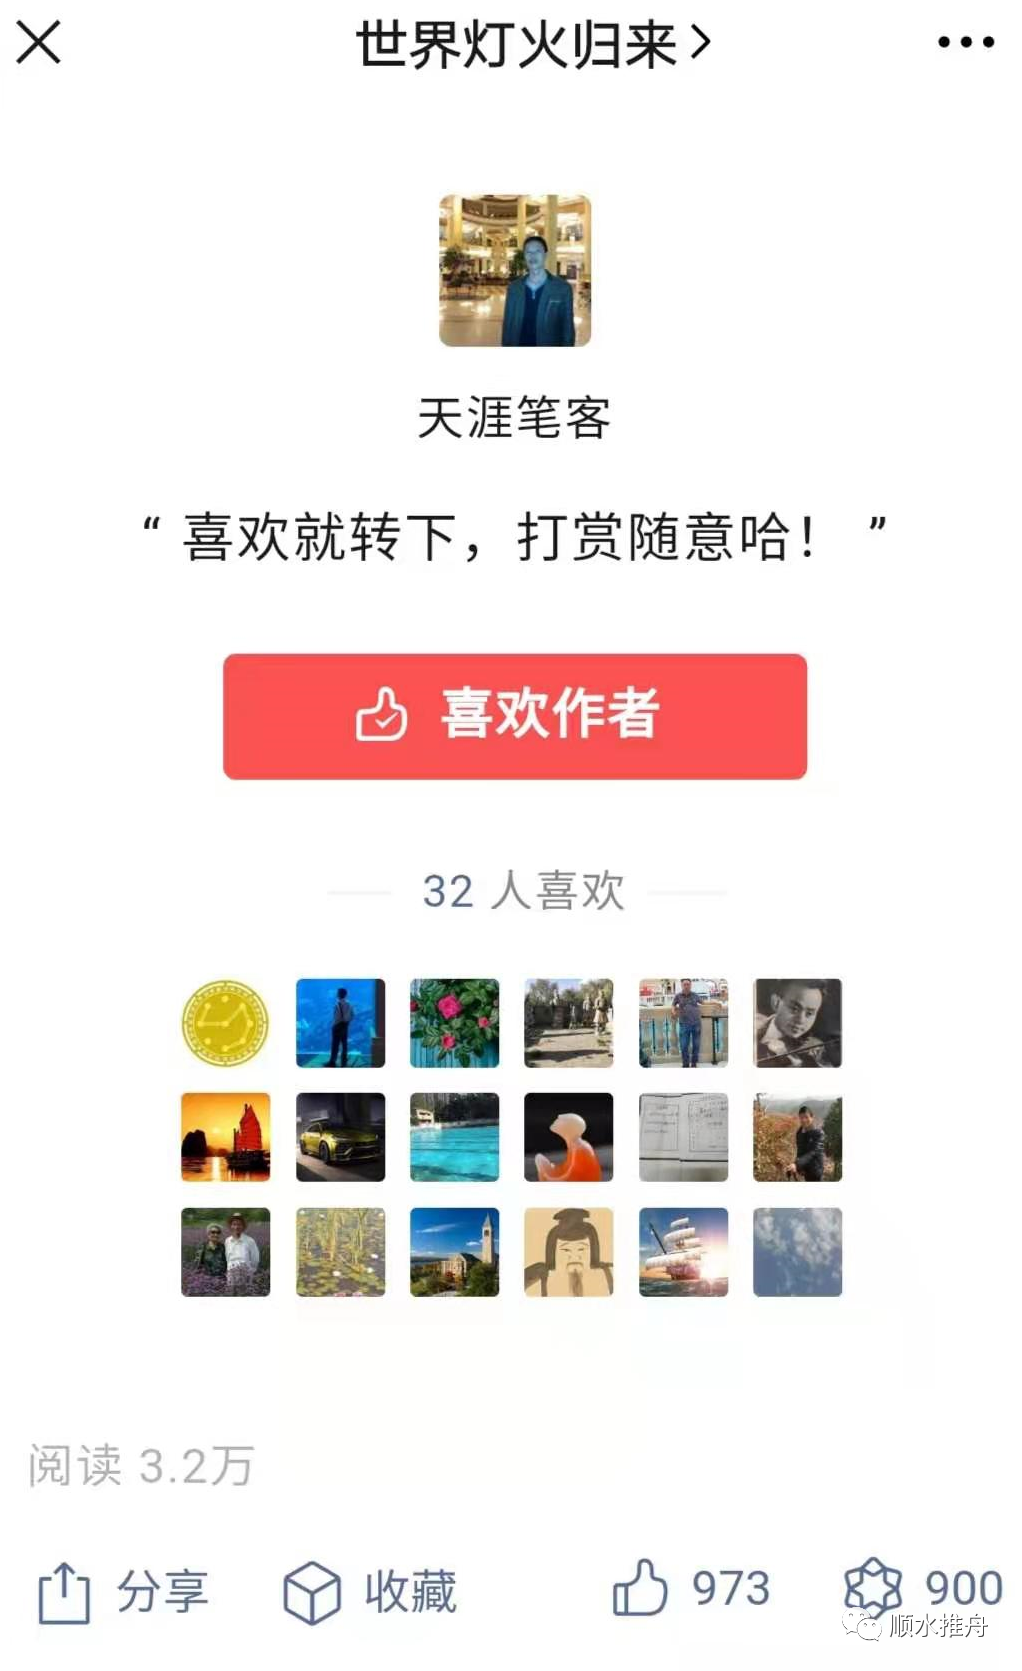 世界灯火归来
天涯笔客
“ 喜欢就转下，打赏随意哈！ ”
喜欢作者
32 人喜欢
阅读 3.2万
分享 收藏 973 900
顺水推舟